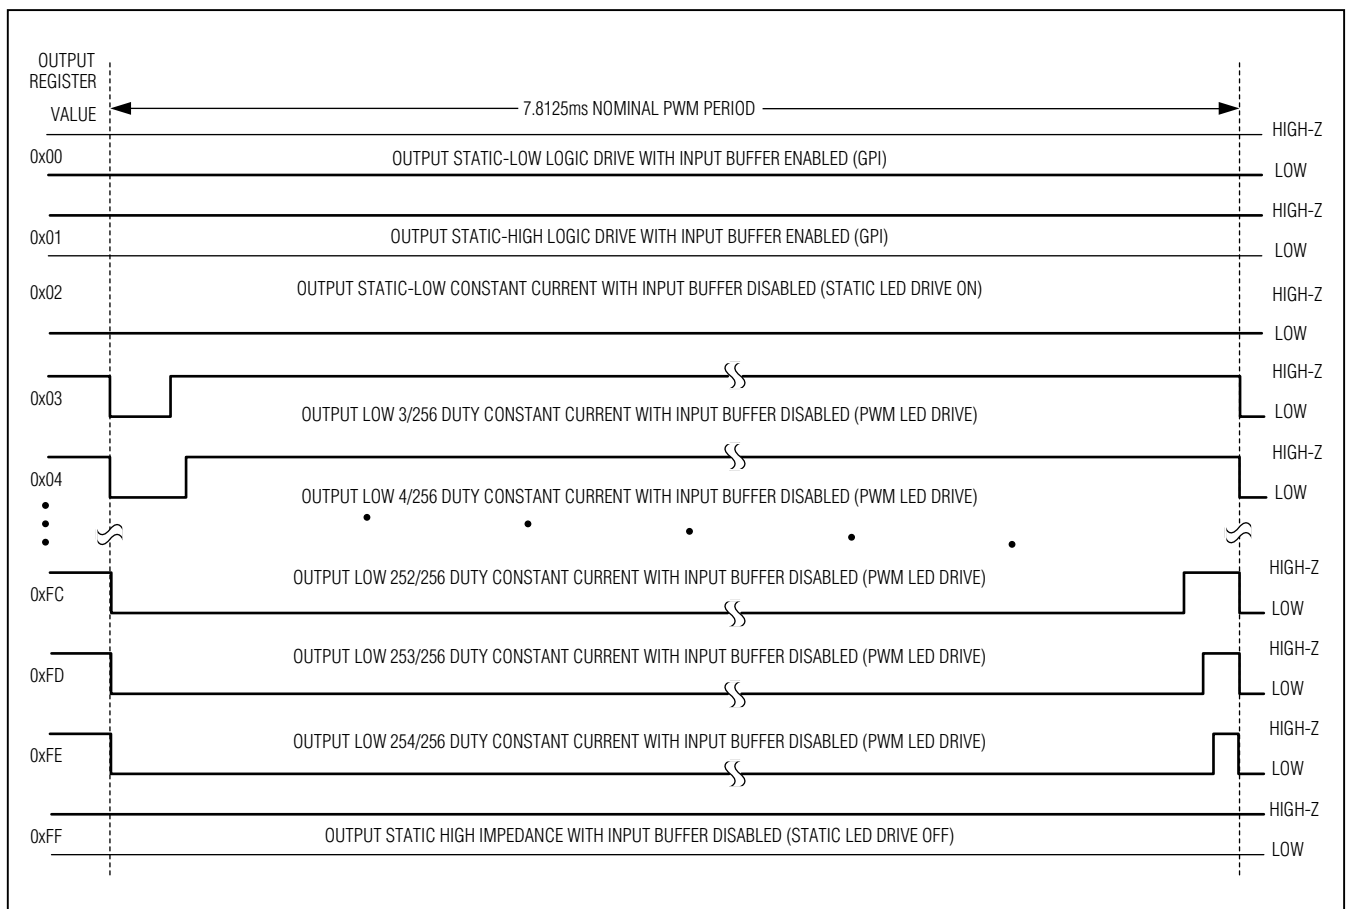 OUTPUT
REGISTER
VALUE
7.8125ms NOMINAL PWM PERIOD
HIGH-Z
0x00
OUTPUT STATIC-LOW LOGIC DRIVE WITH INPUT BUFFER ENABLED (GPI)
LOW
HIGH-Z
0x01
OUTPUT STATIC-HIGH LOGIC DRIVE WITH INPUT BUFFER ENABLED (GPI)
LOW
0x02
OUTPUT STATIC-LOW CONSTANT CURRENT WITH INPUT BUFFER DISABLED (STATIC LED DRIVE ON)
HIGH-Z
LOW
HIGH-Z
0x03
OUTPUT LOW 3/256 DUTY CONSTANT CURRENT WITH INPUT BUFFER DISABLED (PWM LED DRIVE)
LOW
HIGH-Z
0x04
OUTPUT LOW 4/256 DUTY CONSTANT CURRENT WITH INPUT BUFFER DISABLED (PWM LED DRIVE)
LOW
HIGH-Z
0xFC
OUTPUT LOW 252/256 DUTY CONSTANT CURRENT WITH INPUT BUFFER DISABLED (PWM LED DRIVE)
LOW
HIGH-Z
0xFD
OUTPUT LOW 253/256 DUTY CONSTANT CURRENT WITH INPUT BUFFER DISABLED (PWM LED DRIVE)
LOW
HIGH-Z
0xFE
OUTPUT LOW 254/256 DUTY CONSTANT CURRENT WITH INPUT BUFFER DISABLED (PWM LED DRIVE)
LOW
HIGH-Z
0xFF
OUTPUT STATIC HIGH IMPEDANCE WITH INPUT BUFFER DISABLED (STATIC LED DRIVE OFF)
LOW